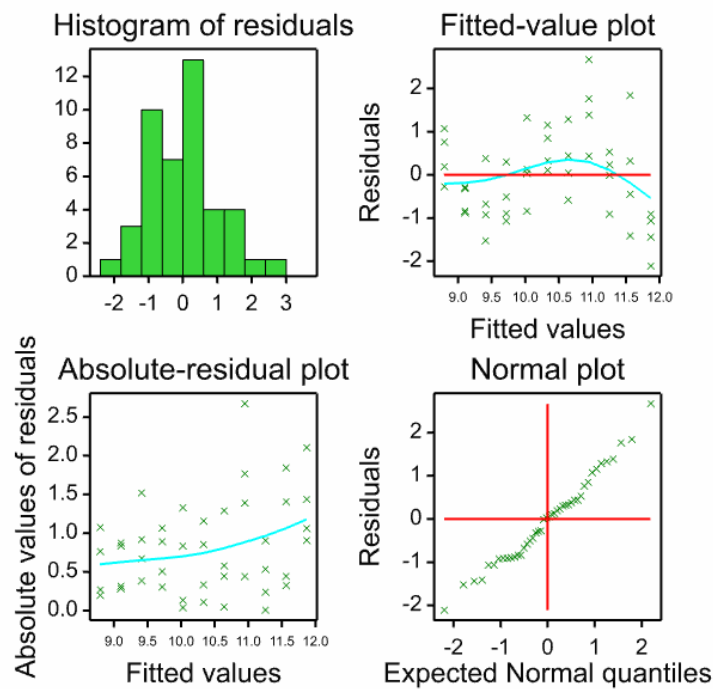 Histogram of residuals
12
10
8
6
4
2
0
-2 -1 0 1 2 3
Fitted-value plot
Residuals
2
1
0
-1
-2
9.0 9.5 10.0 10.5 11.0 11.5 12.0
Fitted values
Absolute-residual plot
Absolute values of residuals
2.5
2.0
1.5
1.0
0.5
0.0
9.0 9.5 10.0 10.5 11.0 11.5 12.0
Fitted values
Normal plot
Residuals
2
1
0
-1
-2
-2 -1 0 1 2
Expected Normal quantiles